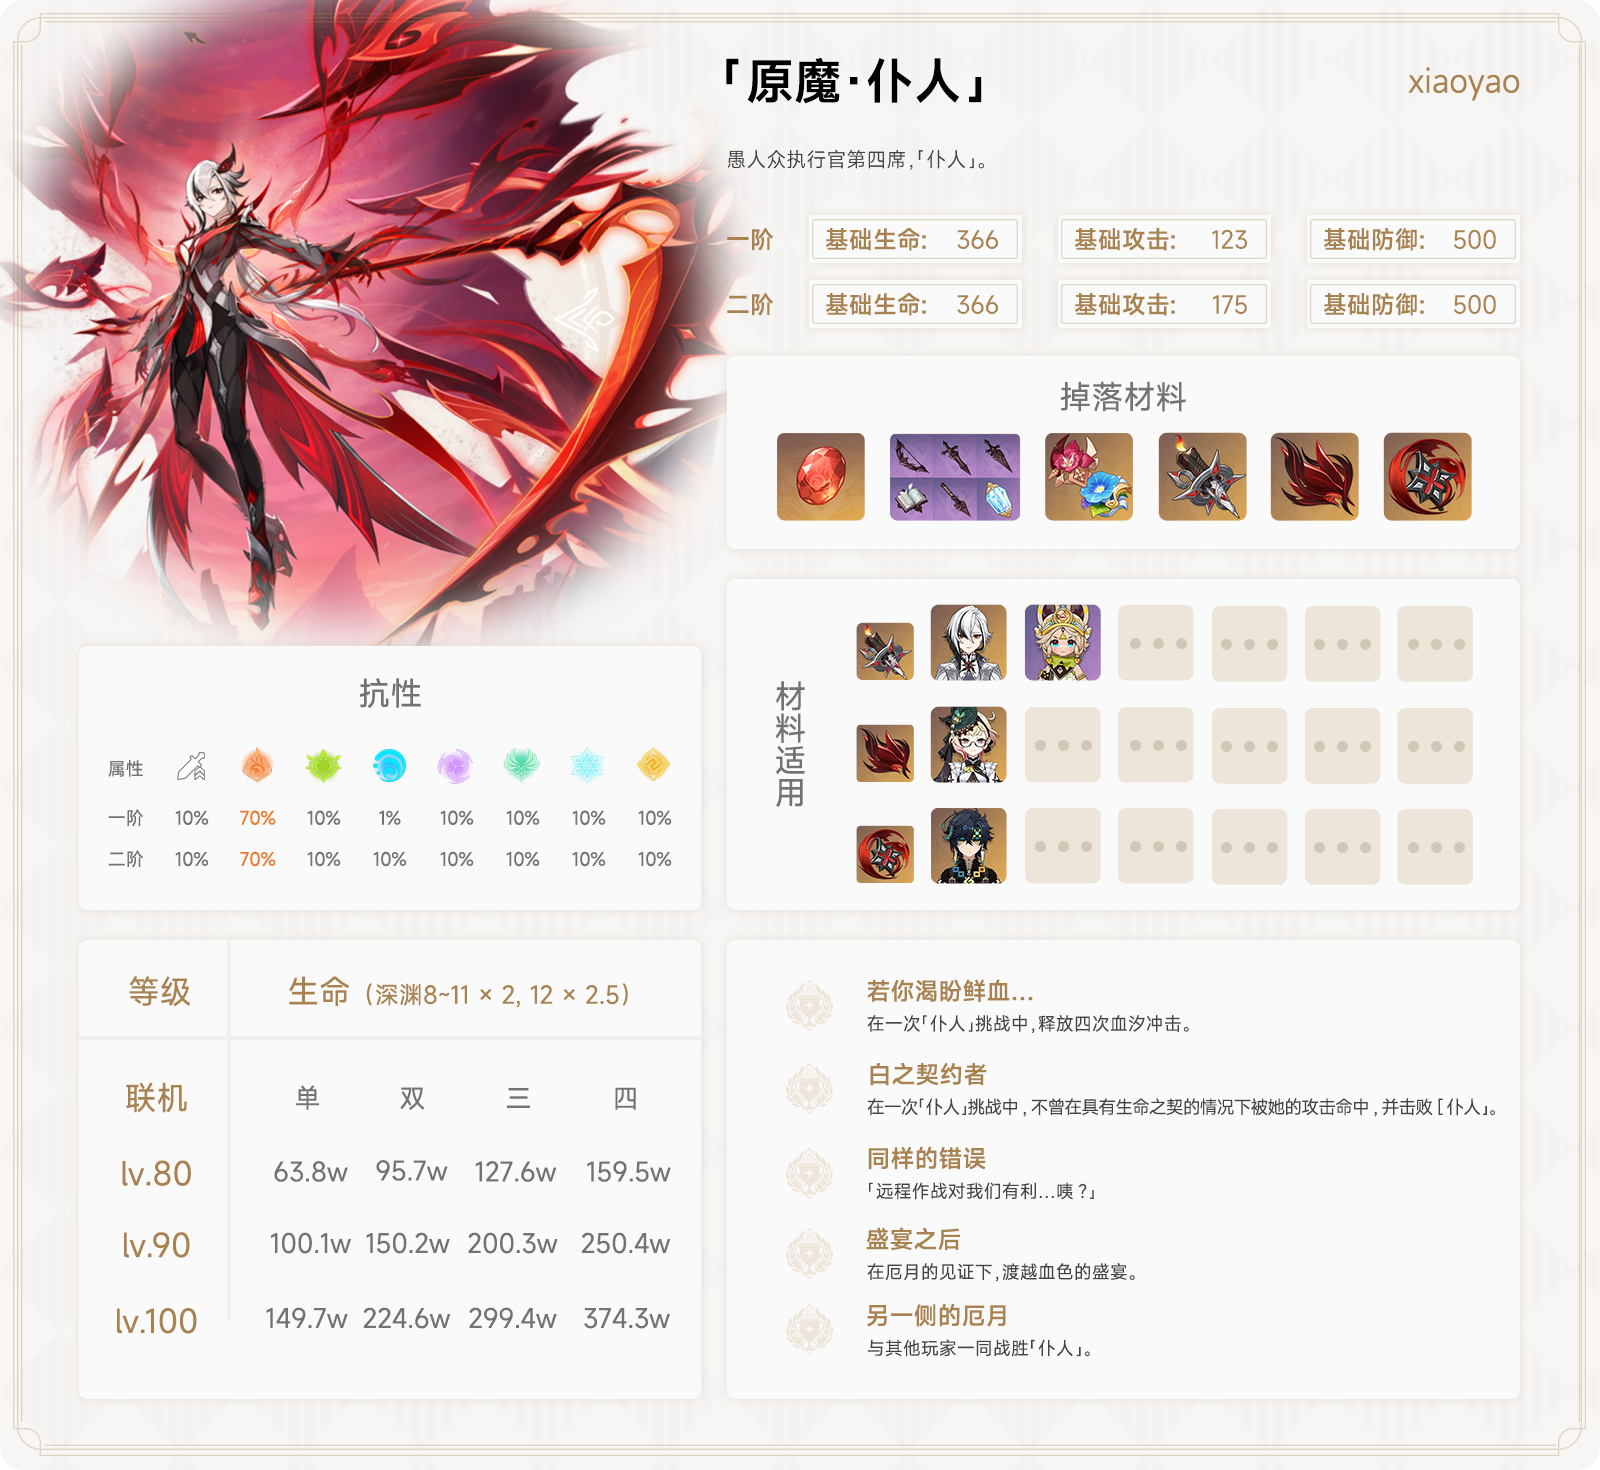 「原魔·仆人」
xiaoyao
愚人众执行官第四席,「仆人」。
一阶 基础生命: 366 基础攻击: 123 基础防御: 500
二阶 基础生命: 366 基础攻击: 175 基础防御: 500
掉落材料
材料适用
抗性
属性
一阶 10% 70% 10% 1% 10% 10% 10% 10%
二阶 10% 70% 10% 10% 10% 10% 10% 10%
等级 生命 (深渊8~11 × 2, 12 × 2.5)
联机 单 双 三 四
lv.80 63.8w 95.7w 127.6w 159.5w
lv.90 100.1w 150.2w 200.3w 250.4w
lv.100 149.7w 224.6w 299.4w 374.3w
若你渴盼鲜血...
在一次「仆人」挑战中,释放四次血汐冲击。
白之契约者
在一次「仆人」挑战中,不曾在具有生命之契的情况下被她的攻击命中,并击败[仆人」。
同样的错误
「远程作战对我们有利...咦?」
盛宴之后
在厄月的见证下,渡越血色的盛宴。
另一侧的厄月
与其他玩家一同战胜「仆人」。